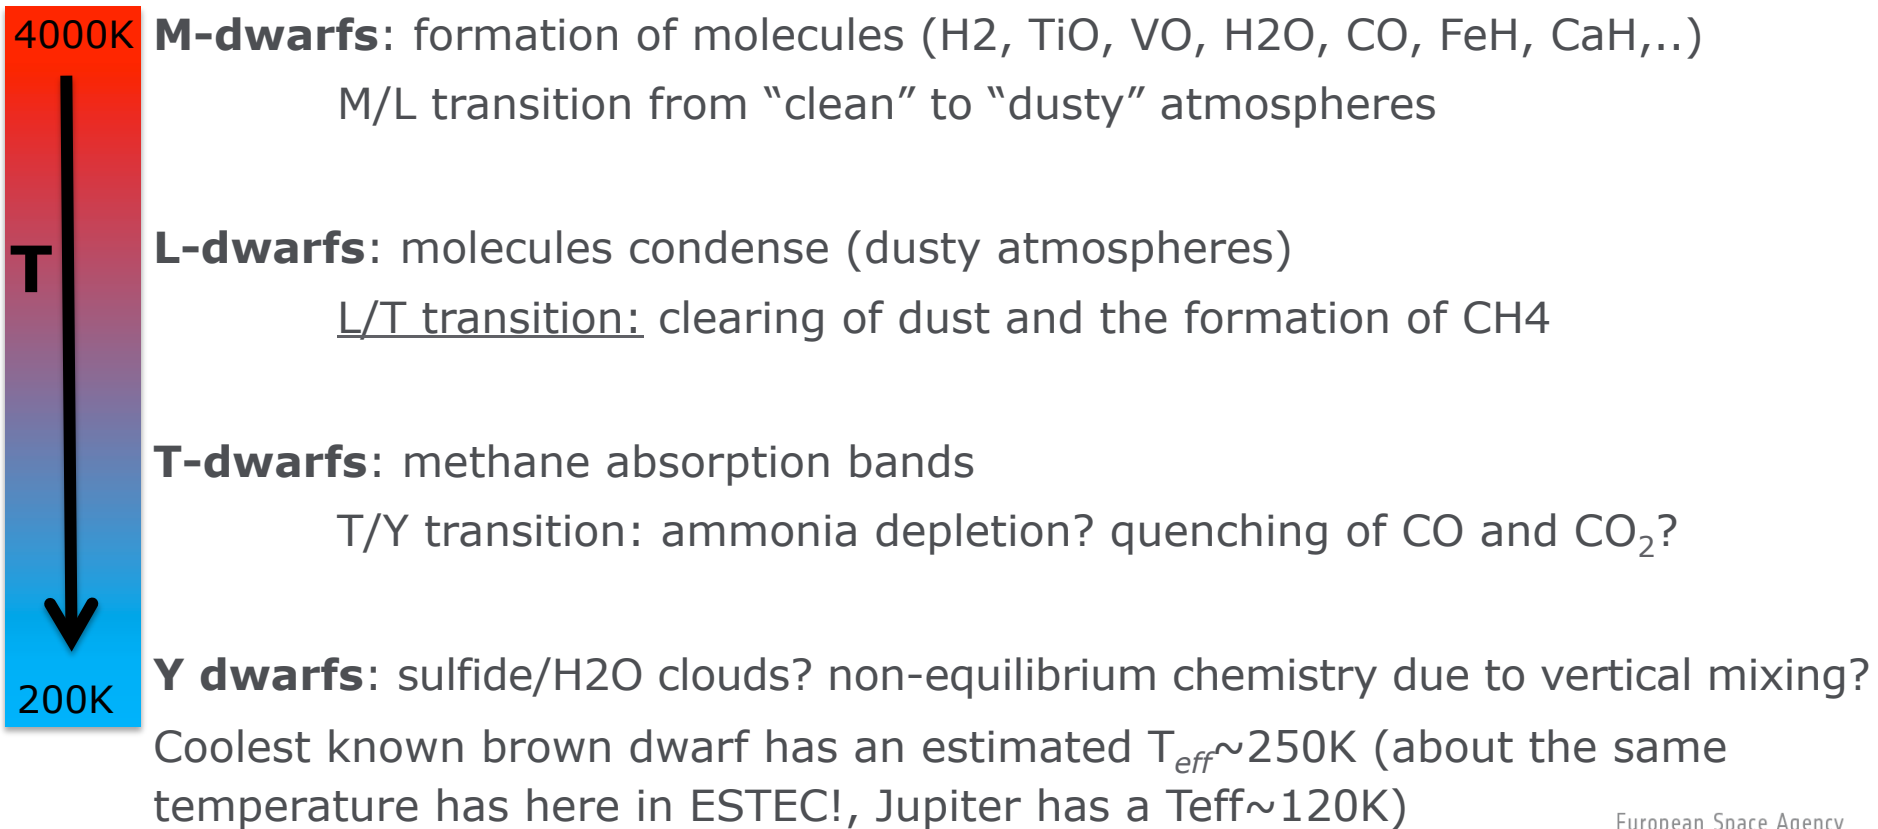 4000K
M-dwarfs: formation of molecules (H2, TiO, VO, H2O, CO, FeH, CaH,..)
M/L transition from “clean” to “dusty” atmospheres
T
L-dwarfs: molecules condense (dusty atmospheres)
L/T transition: clearing of dust and the formation of CH4
T-dwarfs: methane absorption bands
T/Y transition: ammonia depletion? quenching of CO and CO₂?
200K
Y dwarfs: sulfide/H2O clouds? non-equilibrium chemistry due to vertical mixing?
Coolest known brown dwarf has an estimated Teff~250K (about the same
temperature has here in ESTEC!, Jupiter has a Teff~120K)
European Space Agency